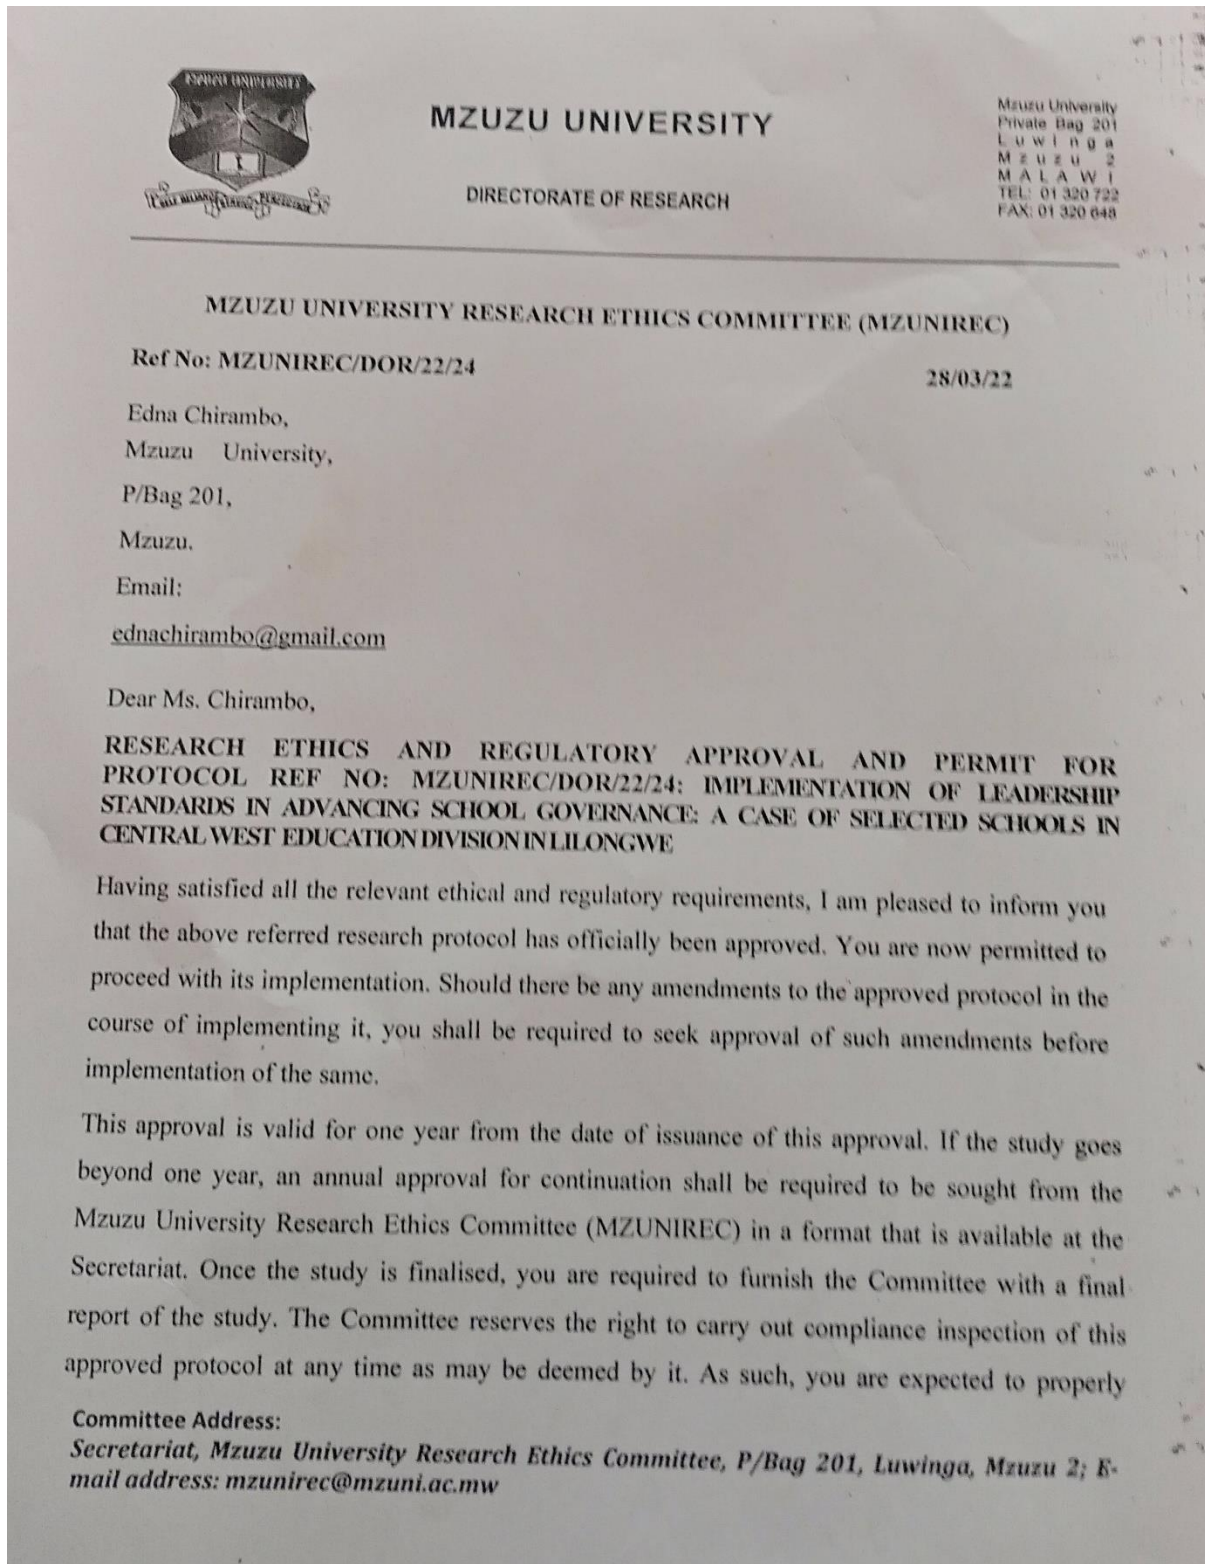 MZUZU UNIVERSITY
MZUZU UNIVERSITY
DIRECTORATE OF RESEARCH
Mzuzu University
Private Bag 201
L u w i n g a
M z u z u 2
M A L A W I
TEL: 01 320 722
FAX: 01 320 648
MZUZU UNIVERSITY RESEARCH ETHICS COMMITTEE (MZUNIREC)
Ref No: MZUNIREC/DOR/22/24
28/03/22
Edna Chirambo,
Mzuzu University,
P/Bag 201,
Mzuzu.
Email:
ednachirambo@gmail.com
Dear Ms. Chirambo,
RESEARCH ETHICS AND REGULATORY APPROVAL AND PERMIT FOR
PROTOCOL REF NO: MZUNIREC/DOR/22/24: IMPLEMENTATION OF LEADERSHIP
STANDARDS IN ADVANCING SCHOOL GOVERNANCE: A CASE OF SELECTED SCHOOLS IN
CENTRAL WEST EDUCATION DIVISION IN LILONGWE
Having satisfied all the relevant ethical and regulatory requirements, I am pleased to inform you
that the above referred research protocol has officially been approved. You are now permitted to
proceed with its implementation. Should there be any amendments to the approved protocol in the
course of implementing it, you shall be required to seek approval of such amendments before
implementation of the same.
This approval is valid for one year from the date of issuance of this approval. If the study goes
beyond one year, an annual approval for continuation shall be required to be sought from the
Mzuzu University Research Ethics Committee (MZUNIREC) in a format that is available at the
Secretariat. Once the study is finalised, you are required to furnish the Committee with a final
report of the study. The Committee reserves the right to carry out compliance inspection of this
approved protocol at any time as may be deemed by it. As such, you are expected to properly
Committee Address:
Secretariat, Mzuzu University Research Ethics Committee, P/Bag 201, Luwinga, Mzuzu 2; E-
mail address: mzunirec@mzuni.ac.mw